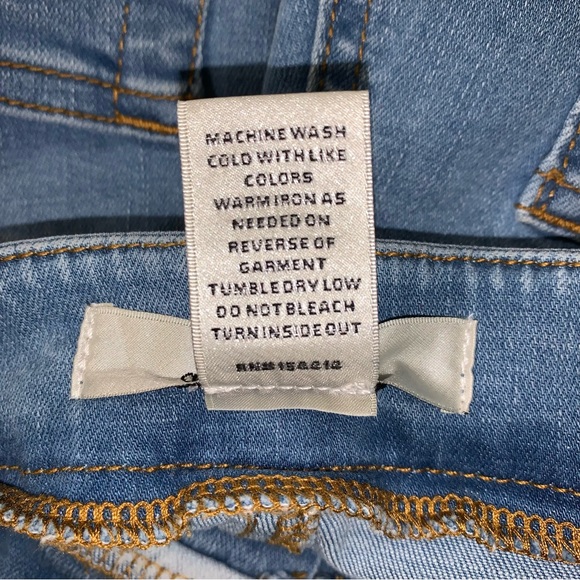 MACHINE WASH
COLD WITH LIKE
COLORS
WARM IRON AS
NEEDED ON
REVERSE OF
GARMENT
TUMBLE DRY LOW
DO NOT BLEACH
TURN INSIDE OUT